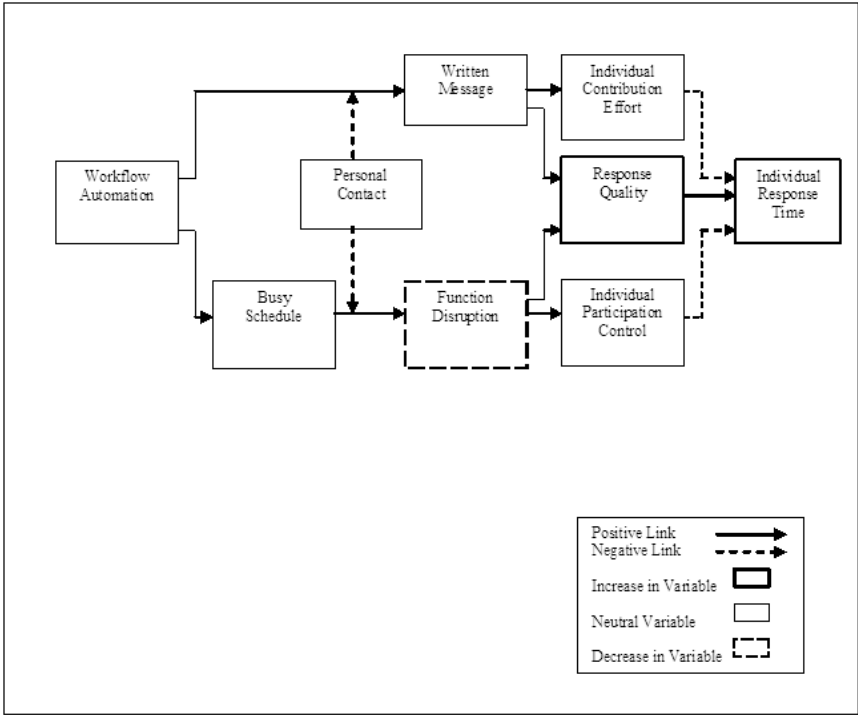 Written
Message
Individual
Contribution
Effort
Workflow
Automation
Personal
Contact
Response
Quality
Individual
Response
Time
Busy
Schedule
Function
Disruption
Individual
Participation
Control
Positive Link
Negative Link
Increase in Variable
Neutral Variable
Decrease in Variable